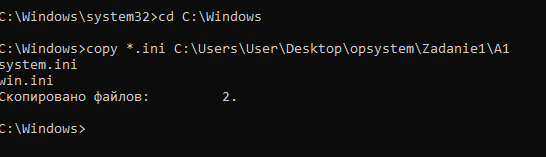 C:\Windows\system32>cd C:\Windows
C:\Windows>copy *.ini C:\Users\User\Desktop\opsystem\Zadanie1\A1
system.ini
win.ini
Скопировано файлов:         2.
C:\Windows>